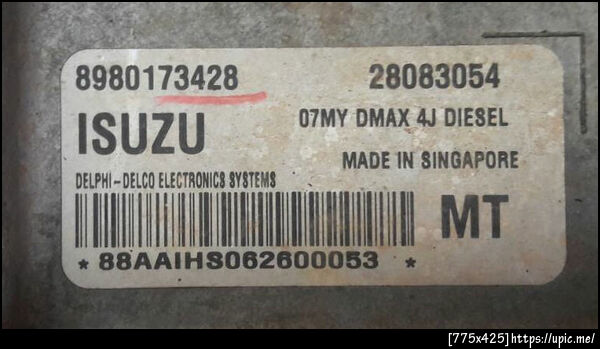 8980173428 28083054
ISUZU 07MY DMAX 4J DIESEL
MADE IN SINGAPORE
DELPHI-DELCO ELECTRONICS SYSTEMS
MT
* 88AAIHS062600053 *
[775x425]https://upic.me/